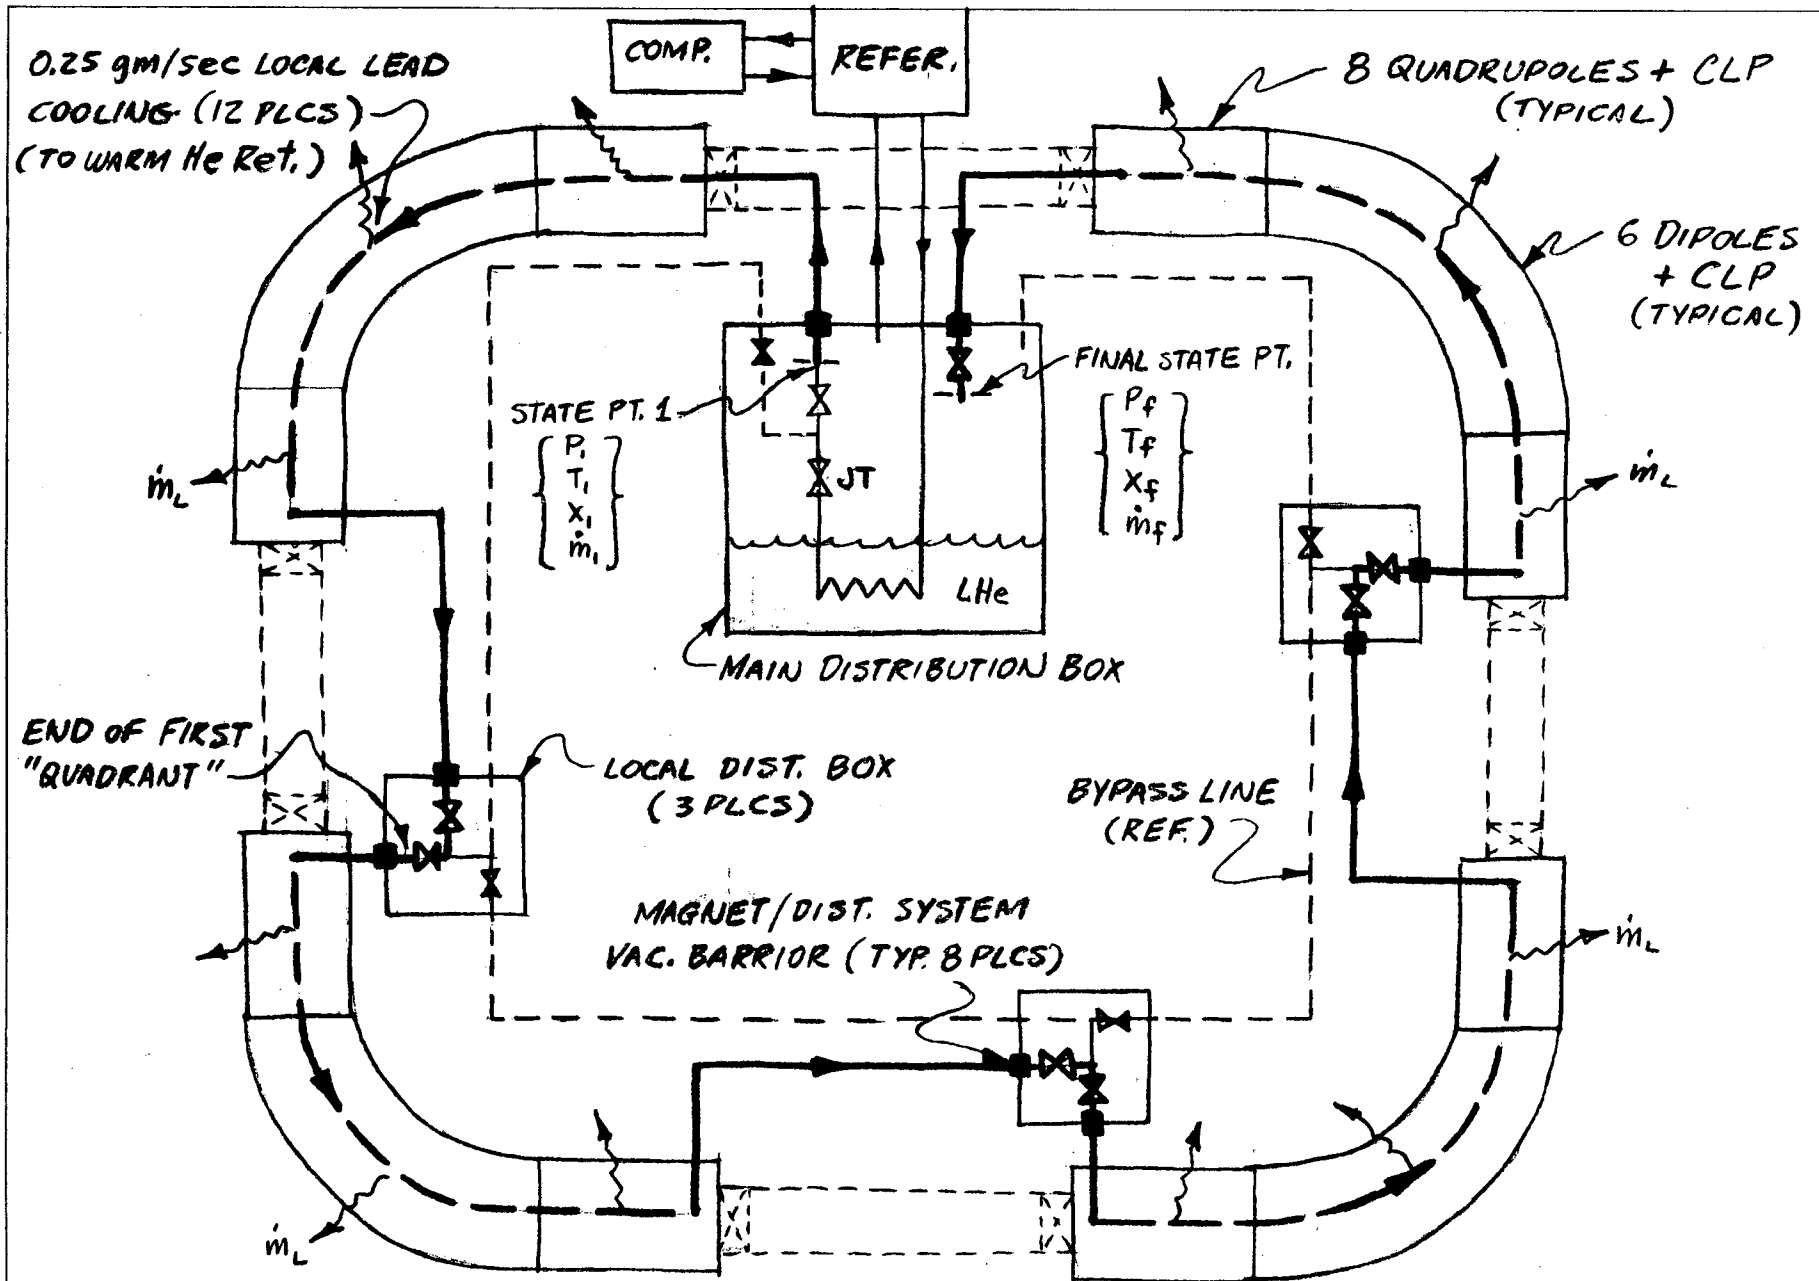 COMP.
REFER.
0.25 gm/sec LOCAL LEAD
COOLING (12 PLCS)
(TO WARM He Ret.)
8 QUADRUPOLES + CLP
(TYPICAL)
6 DIPOLES
+ CLP
(TYPICAL)
STATE PT. 1
P₁
T₁
X₁
ṁ₁
JT
LHe
FINAL STATE PT.
Pf
Tf
Xf
ṁf
MAIN DISTRIBUTION BOX
ṁL
ṁL
END OF FIRST
"QUADRANT"
LOCAL DIST. BOX
(3 PLCS)
BYPASS LINE
(REF.)
MAGNET/DIST. SYSTEM
VAC. BARRIOR (TYP. 8 PLCS)
ṁL
ṁL